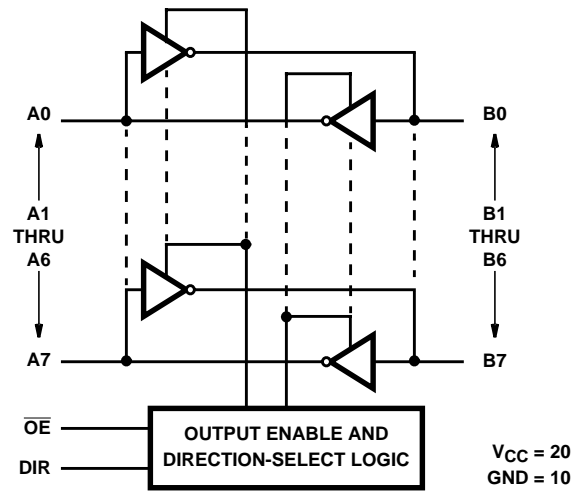 A0
B0
A1
THRU
A6
B1
THRU
B6
A7
B7
O̅E̅
DIR
OUTPUT ENABLE AND
DIRECTION-SELECT LOGIC
VCC = 20
GND = 10